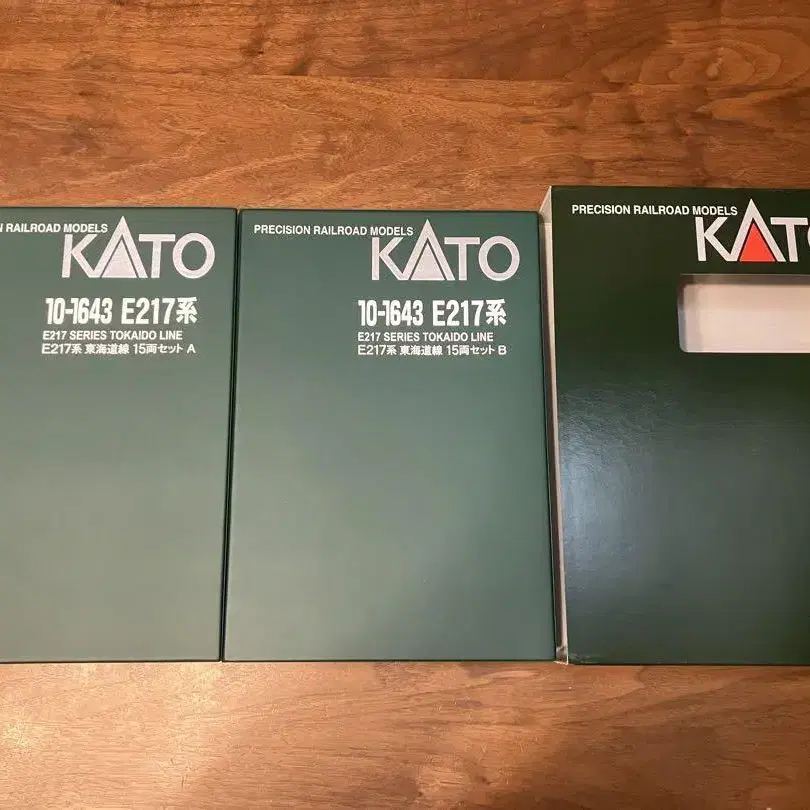 N RAILROAD MODELS
KATO
10-1643 E217系
E217 SERIES TOKAIDO LINE
E217系 東海道線 15両セット A
PRECISION RAILROAD MODELS
KATO
10-1643 E217系
E217 SERIES TOKAIDO LINE
E217系 東海道線 15両セット B
PRECISION RAILROAD MODELS
KATO